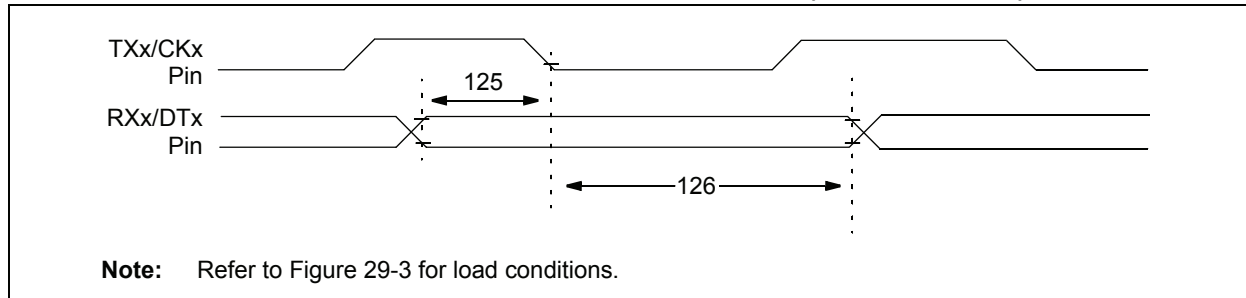 TXx/CKx
Pin
125
RXx/DTx
Pin
126
Note: Refer to Figure 29-3 for load conditions.